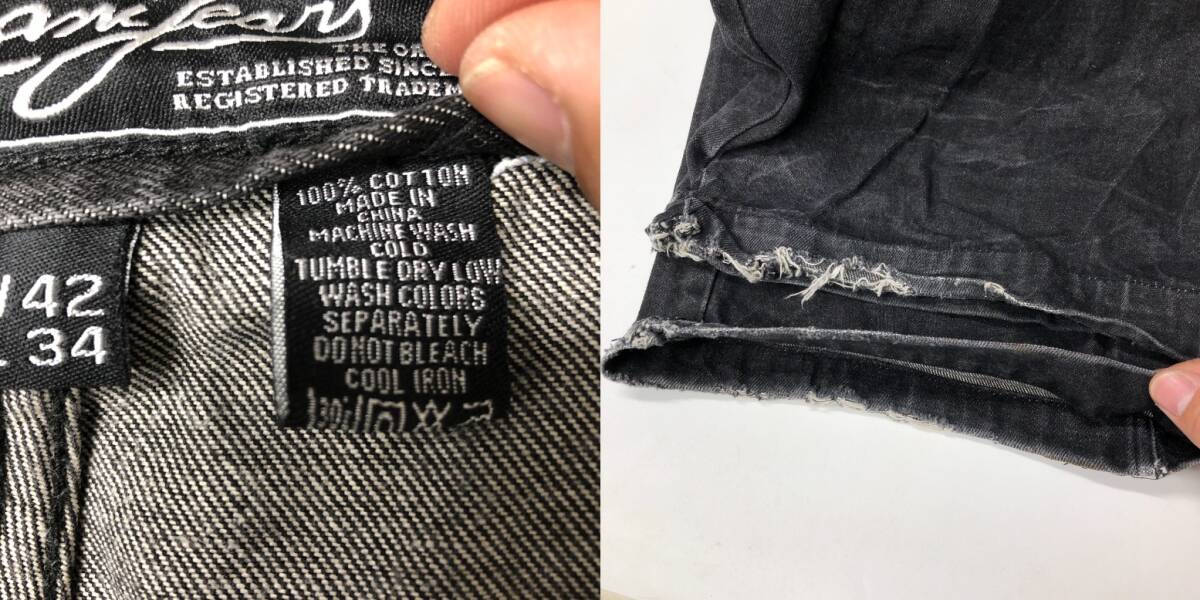 THE OR
ESTABLISHED SINCE
REGISTERED TRADEM
100% COTTON
MADE IN
CHINA
MACHINE WASH
COLD
TUMBLE DRY LOW
WASH COLORS
SEPARATELY
DO NOT BLEACH
COOL IRON
42
34